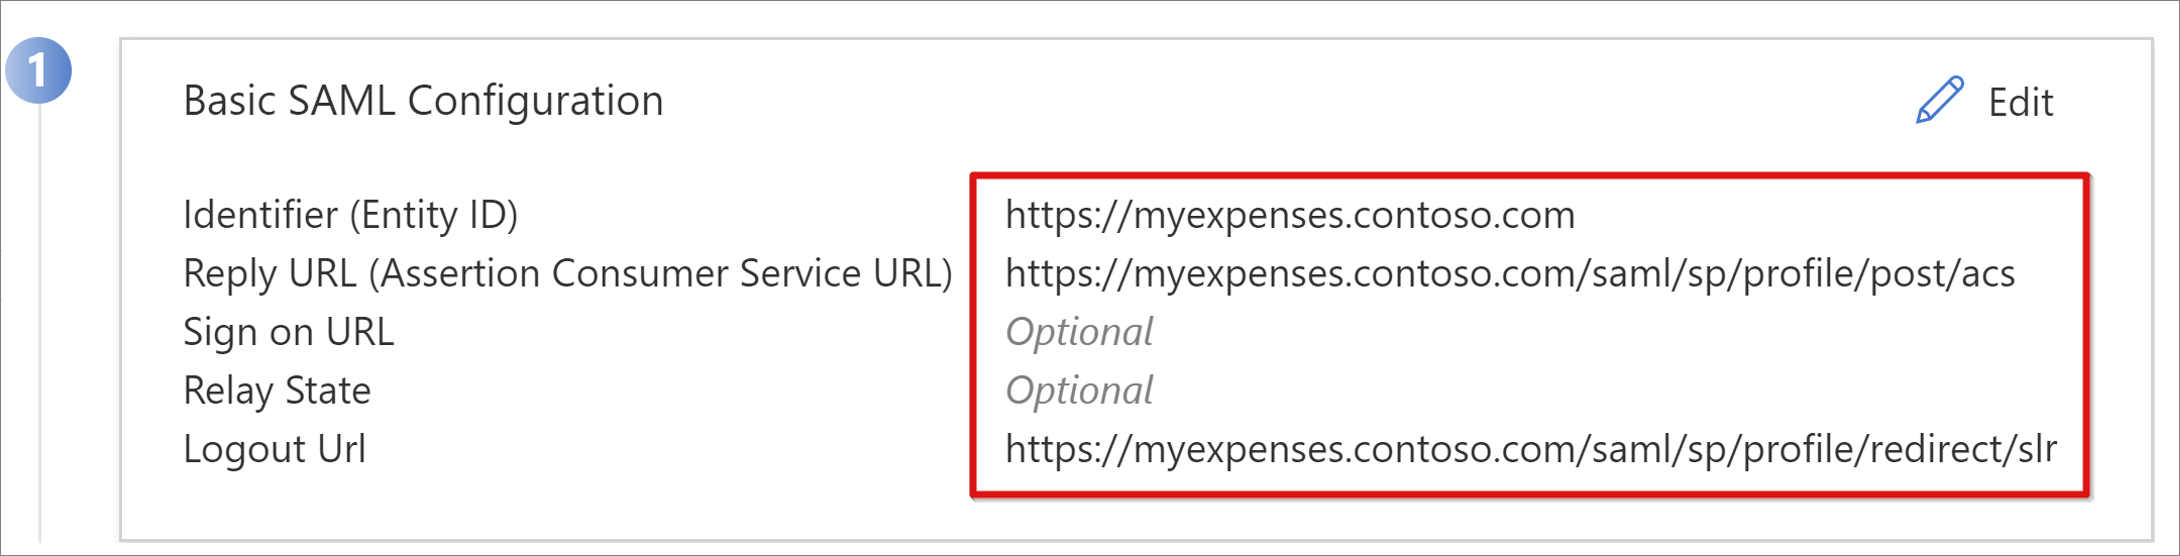 1
Basic SAML Configuration
Edit
Identifier (Entity ID) https://myexpenses.contoso.com
Reply URL (Assertion Consumer Service URL) https://myexpenses.contoso.com/saml/sp/profile/post/acs
Sign on URL Optional
Relay State Optional
Logout Url https://myexpenses.contoso.com/saml/sp/profile/redirect/slr